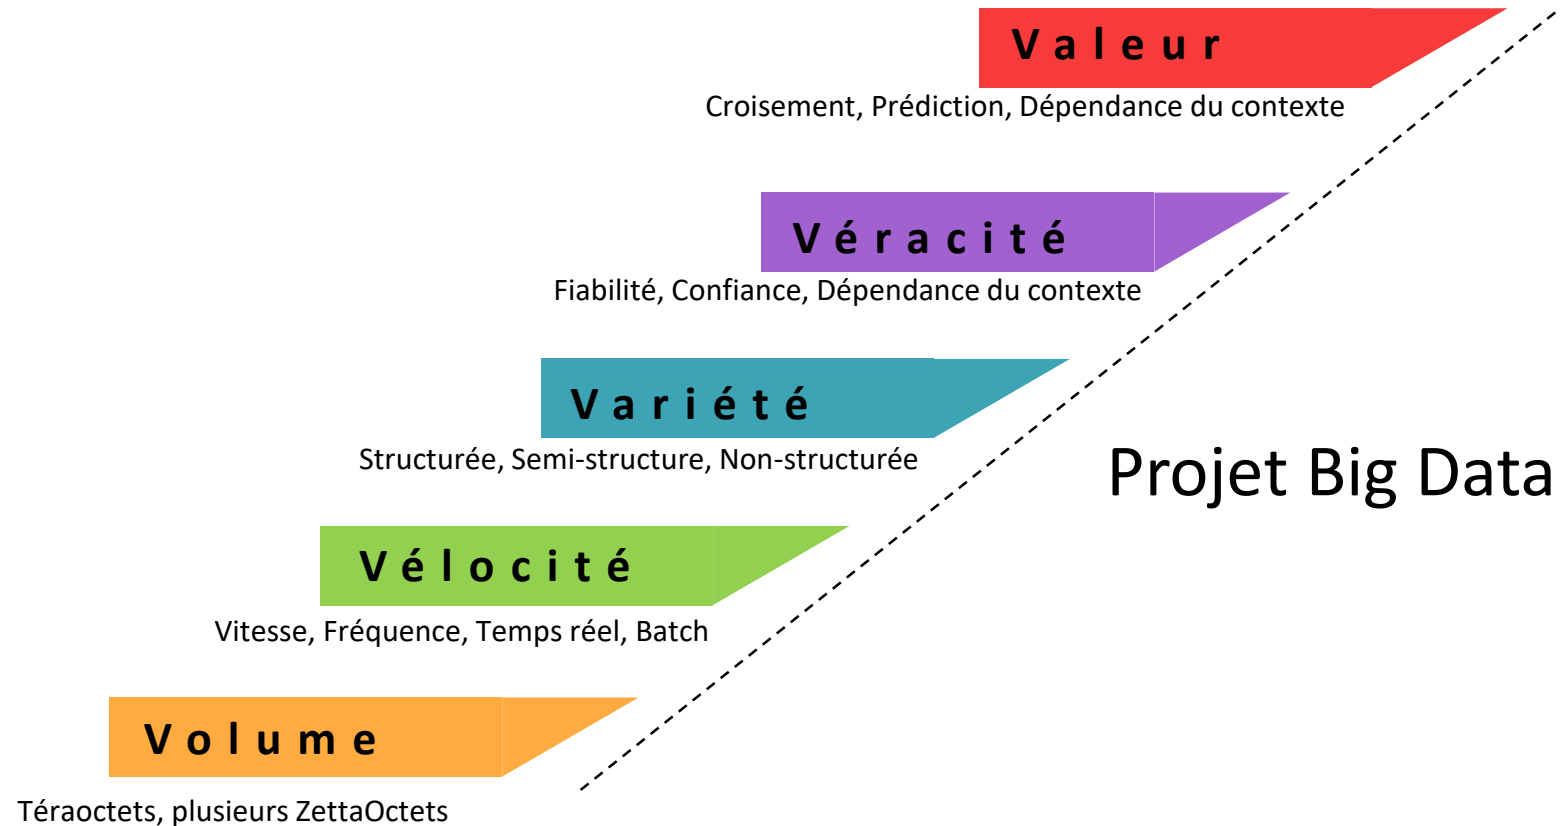 Valeur
Croisement, Prédiction, Dépendance du contexte
Véracité
Fiabilité, Confiance, Dépendance du contexte
Variété
Structurée, Semi-structure, Non-structurée
Projet Big Data
Vélocité
Vitesse, Fréquence, Temps réel, Batch
Volume
Téraoctets, plusieurs ZettaOctets